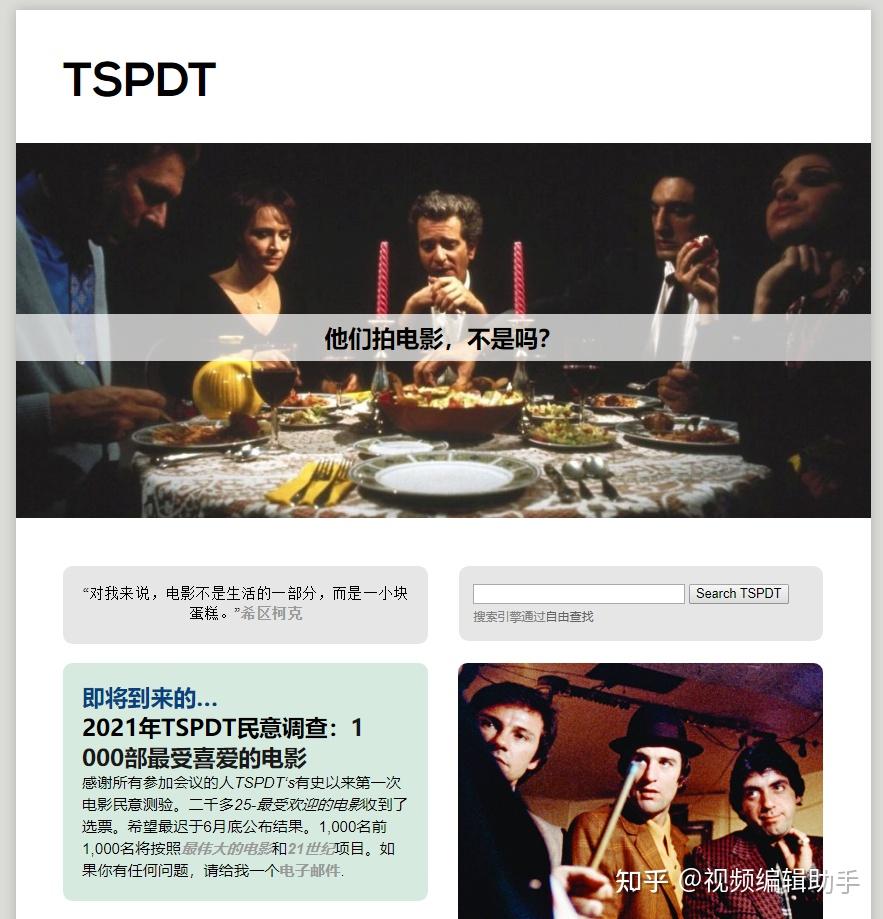 TSPDT
他们拍电影，不是吗？
“对我来说，电影不是生活的一部分，而是一小块
蛋糕。”希区柯克
Search TSPDT
搜索引擎通过自由查找
即将到来的…
2021年TSPDT民意调查：1
000部最受喜爱的电影
感谢所有参加会议的人TSPDT's有史以来第一次
电影民意测验。二千多25-最受欢迎的电影收到了
选票。希望最迟于6月底公布结果。1,000名前
1,000名将按照最伟大的电影和21世纪项目。如
果你有任何问题，请给我一个电子邮件.
知乎 @视频编辑助手